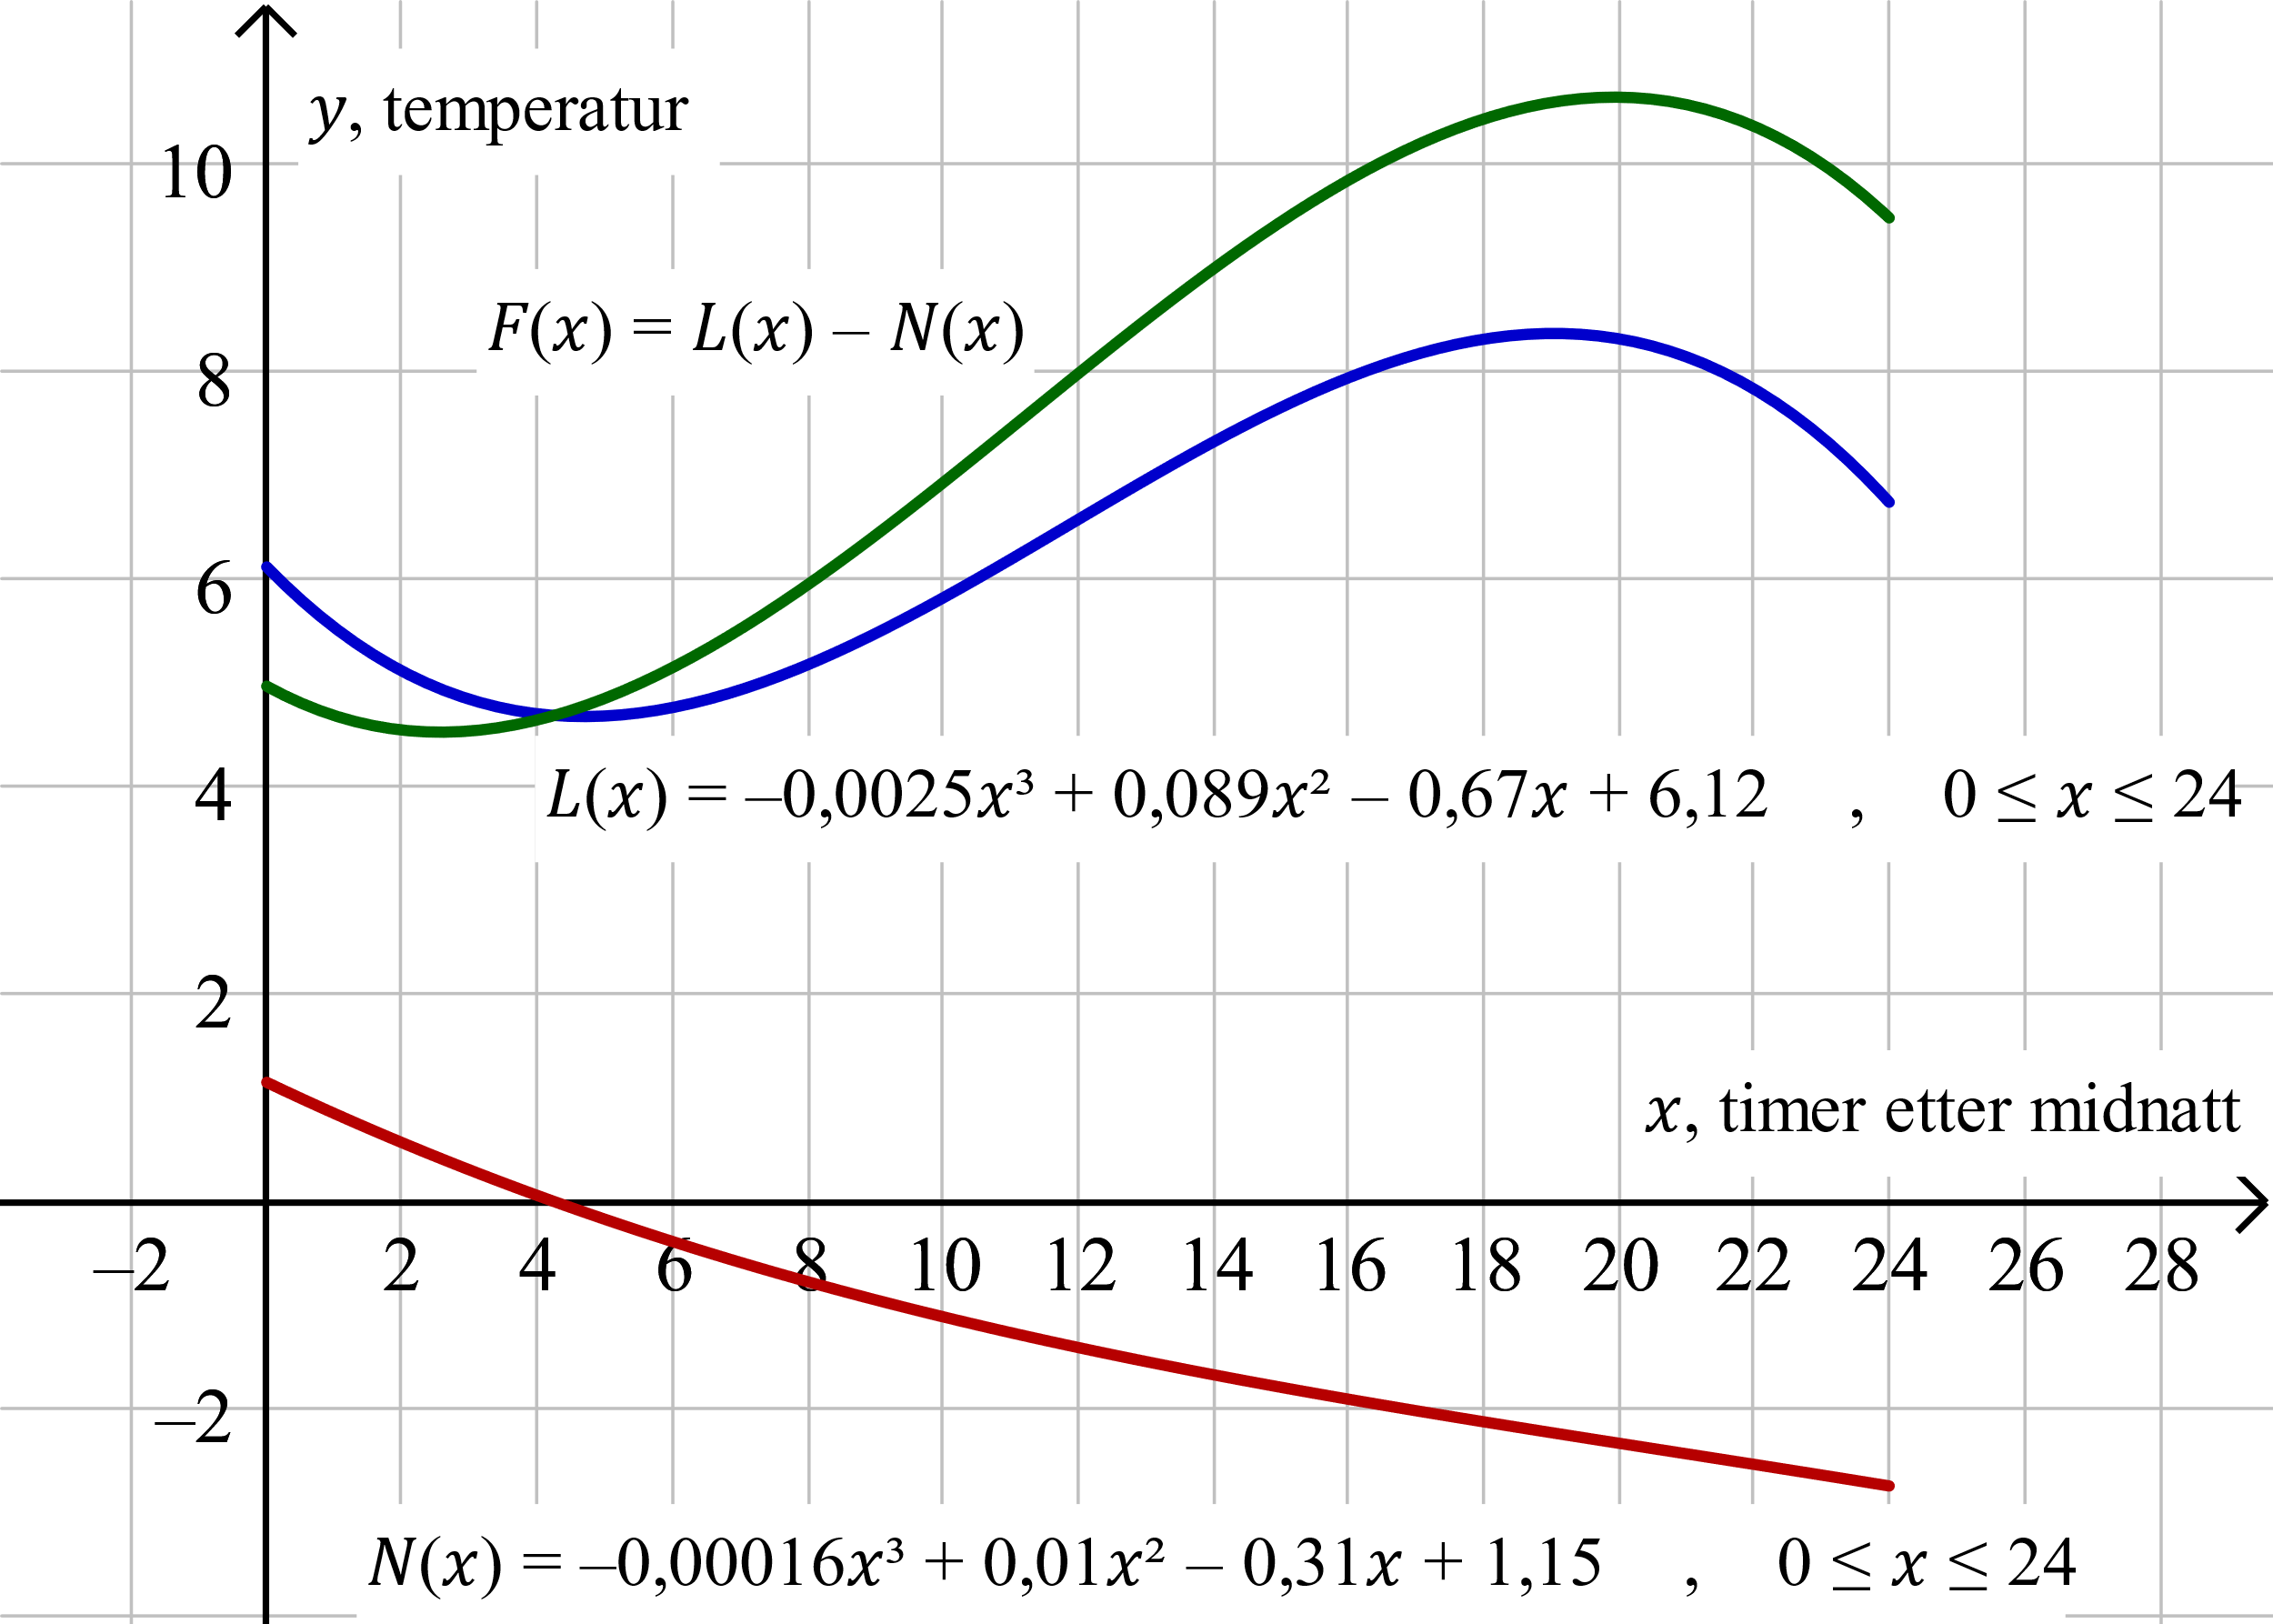 y, temperatur
10
F(x) = L(x) – N(x)
8
6
4
L(x) = –0,0025x³ + 0,089x² – 0,67x + 6,12 , 0 ≤ x ≤ 24
2
x, timer etter midnatt
–2 2 4 6 8 10 12 14 16 18 20 22 24 26 28
–2
N(x) = –0,00016x³ + 0,01x² – 0,31x + 1,15 , 0 ≤ x ≤ 24